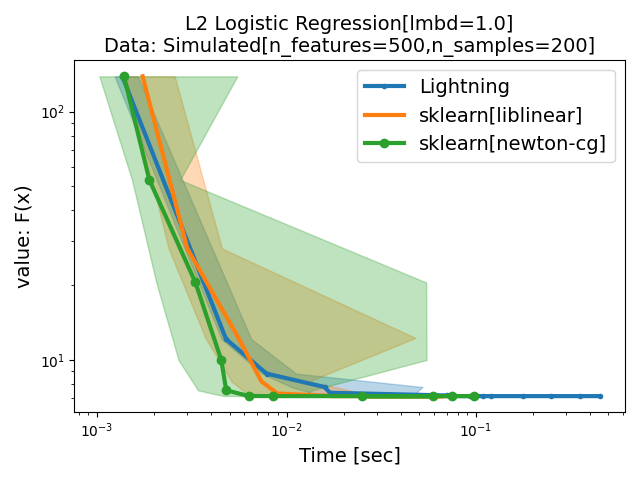 L2 Logistic Regression[lmbd=1.0]
Data: Simulated[n_features=500,n_samples=200]
Lightning
sklearn[liblinear]
sklearn[newton-cg]
value: F(x)
10²
10¹
10⁻³
10⁻²
10⁻¹
Time [sec]